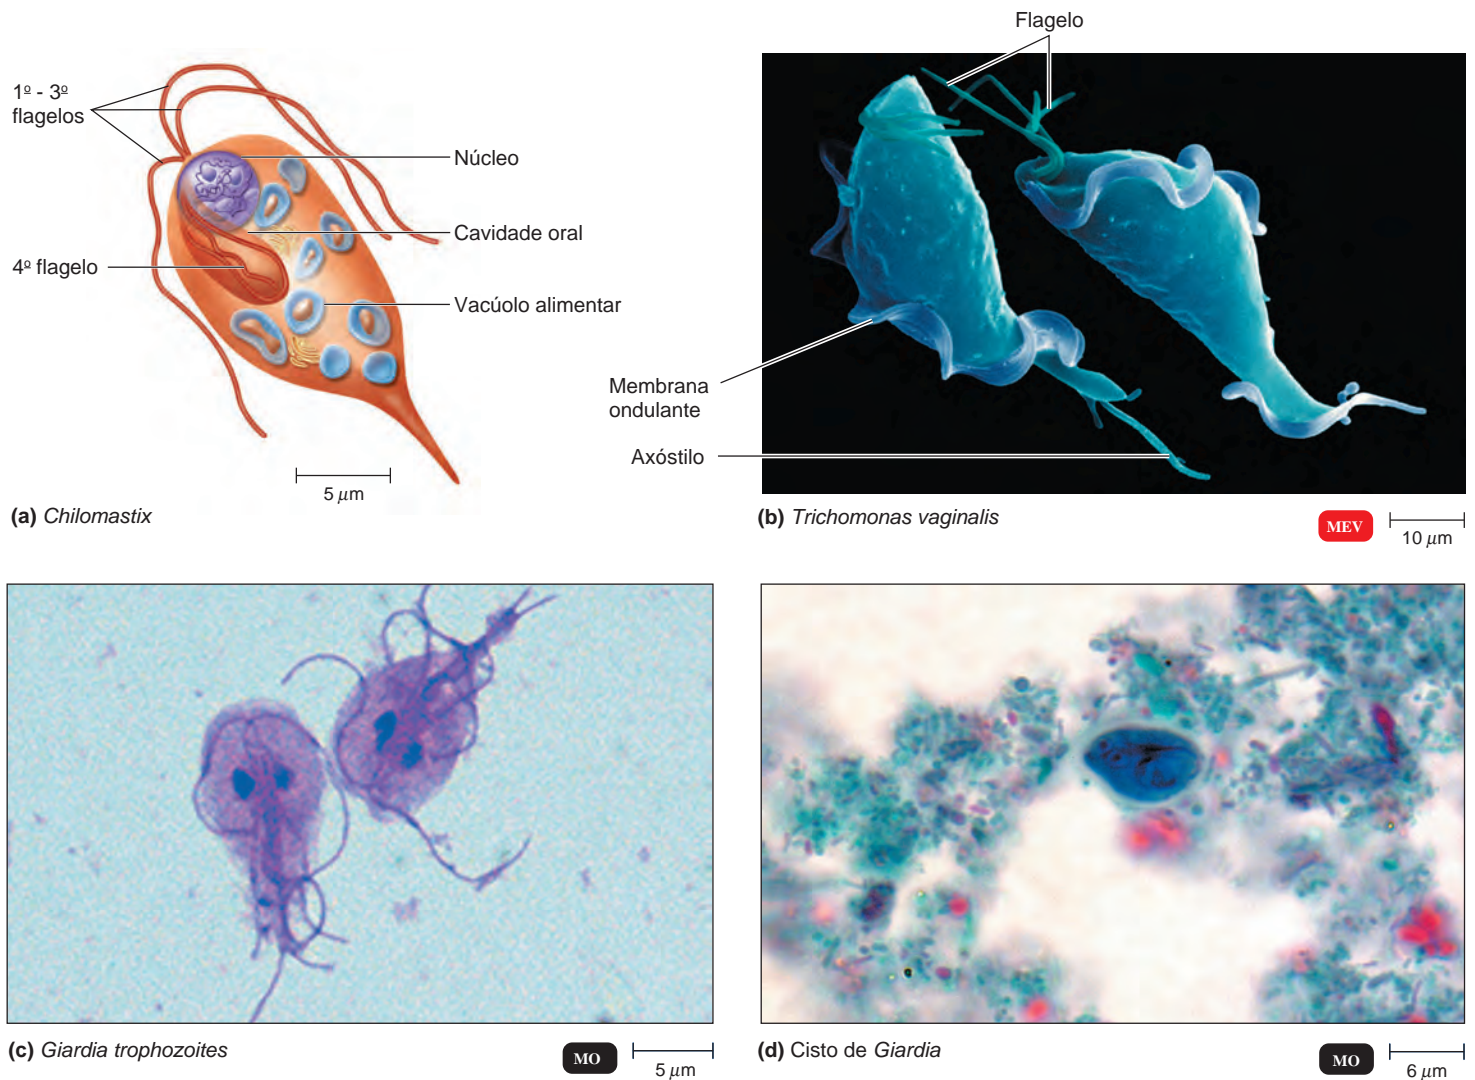 Flagelo
1º - 3º
flagelos
Núcleo
Cavidade oral
4º flagelo
Vacúolo alimentar
Membrana
ondulante
Axóstilo
5 μm
(a) Chilomastix
(b) Trichomonas vaginalis
MEV
10 μm
(c) Giardia trophozoites
MO
5 μm
(d) Cisto de Giardia
MO
6 μm